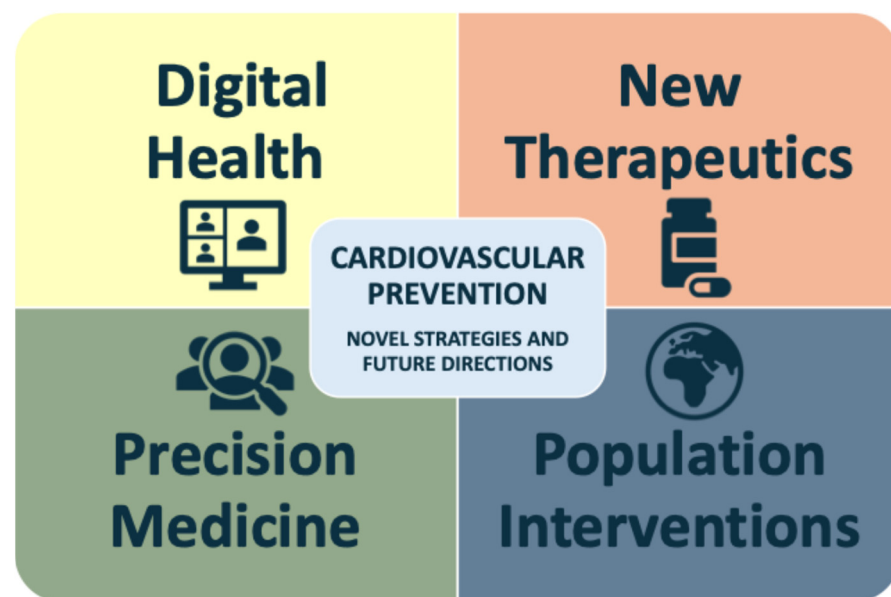 Digital
Health
New
Therapeutics
CARDIOVASCULAR
PREVENTION
NOVEL STRATEGIES AND
FUTURE DIRECTIONS
Precision
Medicine
Population
Interventions